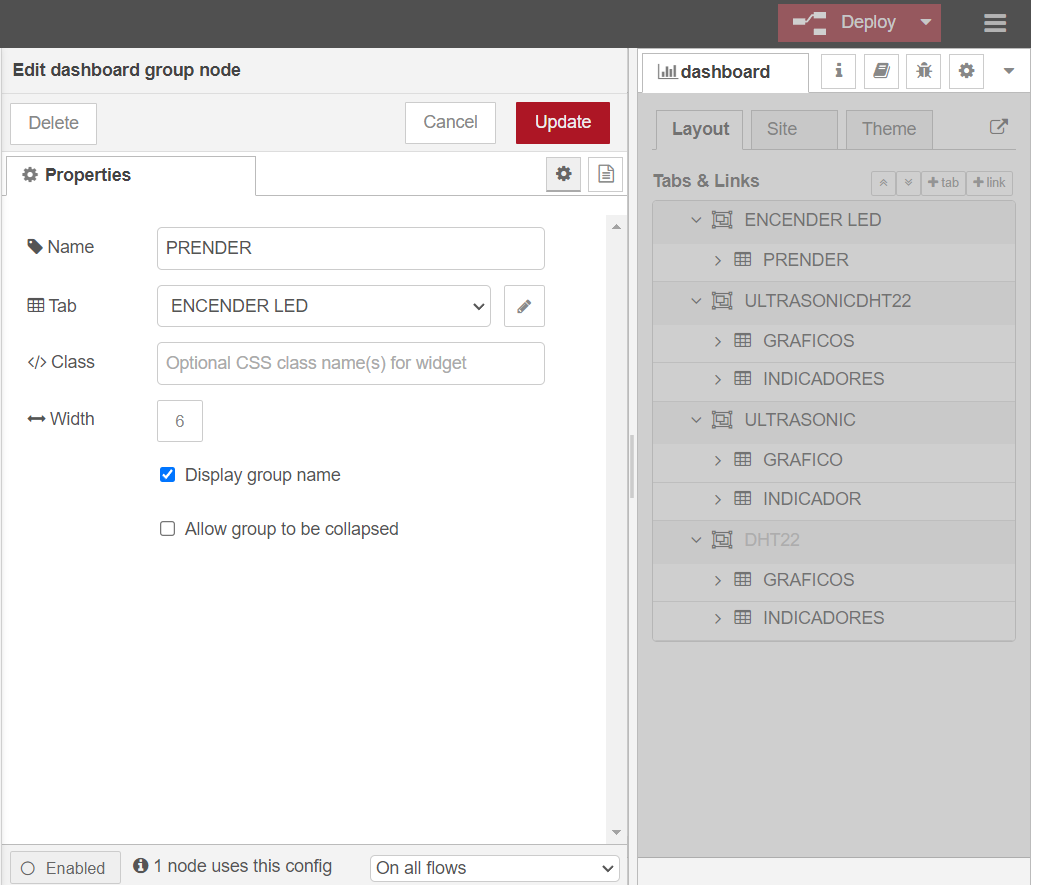 Deploy
Edit dashboard group node
Delete
Cancel
Update
Properties
Name
PRENDER
Tab
ENCENDER LED
Class
Optional CSS class name(s) for widget
Width
6
Display group name
Allow group to be collapsed
Enabled
1 node uses this config
On all flows
dashboard
Layout
Site
Theme
Tabs & Links
tab
link
ENCENDER LED
PRENDER
ULTRASONICDHT22
GRAFICOS
INDICADORES
ULTRASONIC
GRAFICO
INDICADOR
DHT22
GRAFICOS
INDICADORES